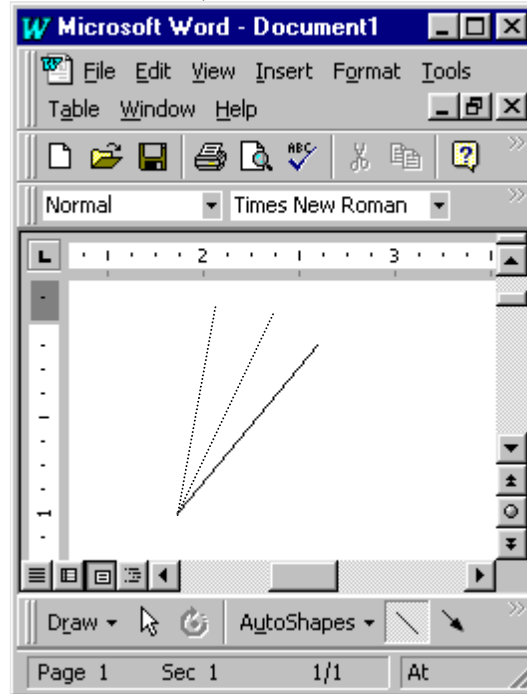 Microsoft Word - Document1
File Edit View Insert Format Tools
Table Window Help
ABC
Normal Times New Roman
2 3
1
Draw AutoShapes
Page 1 Sec 1 1/1 At